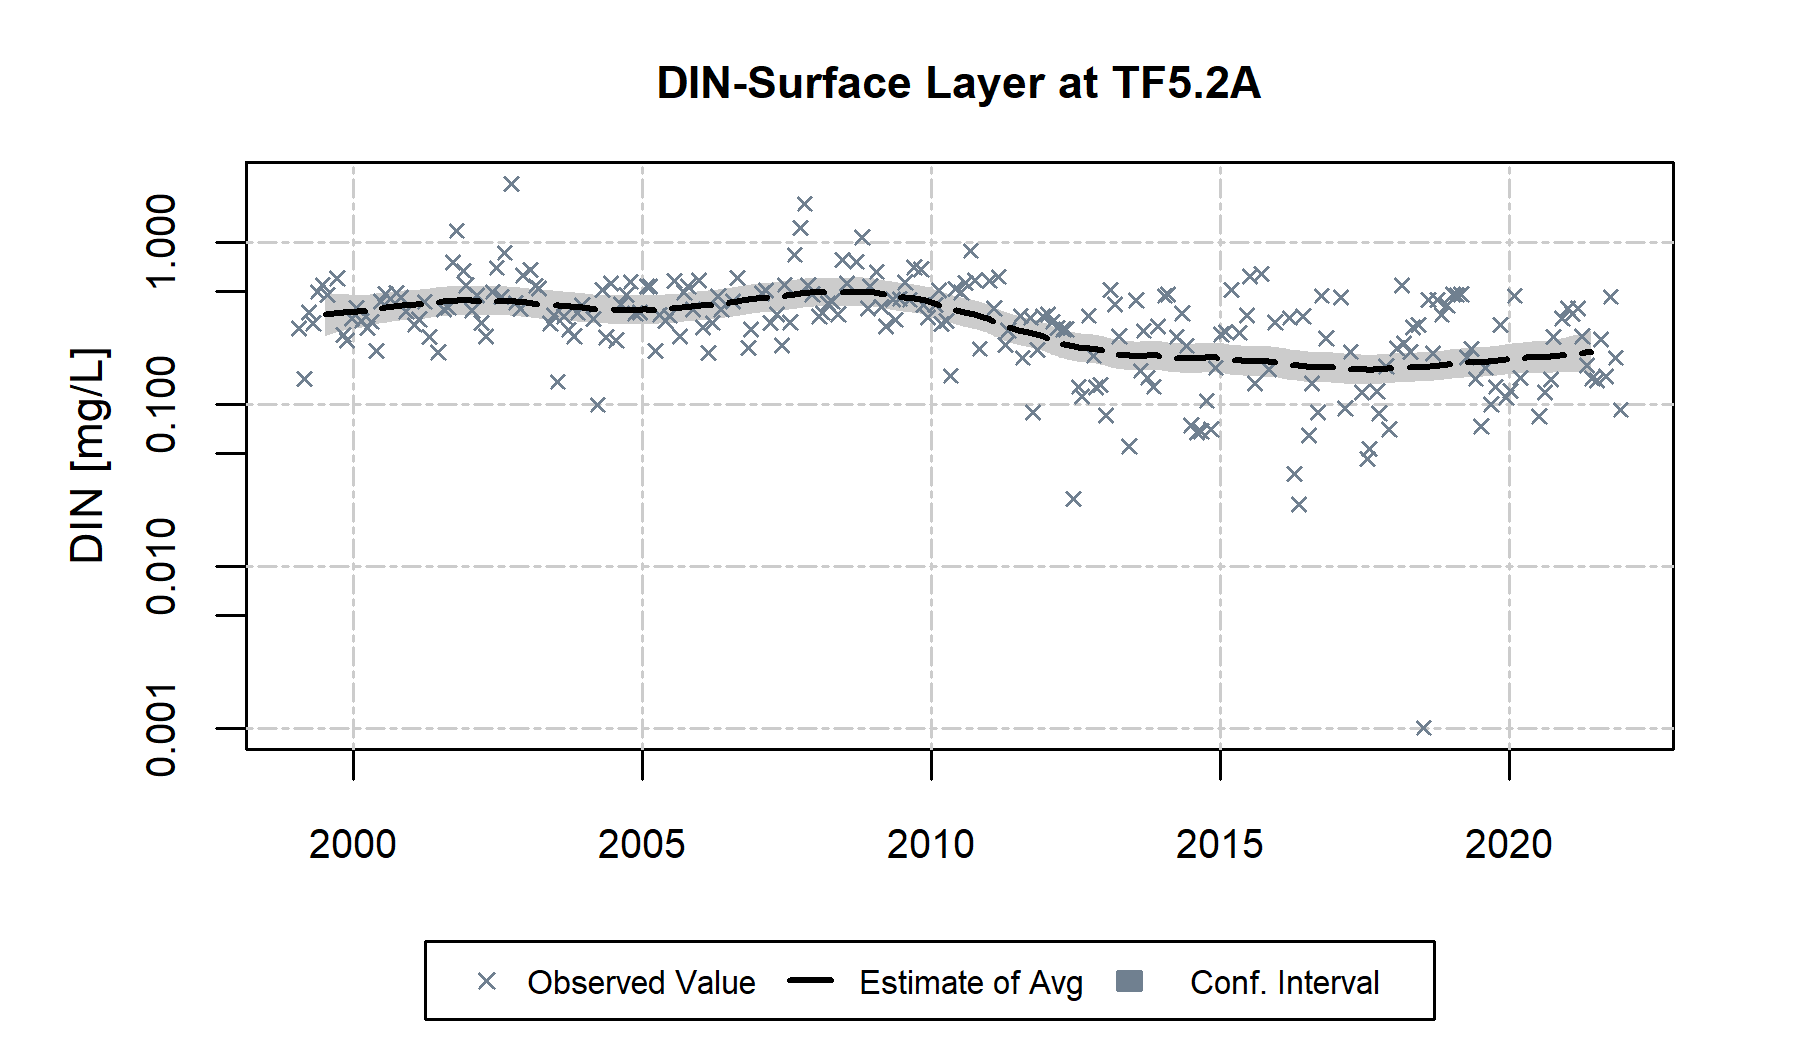 DIN-Surface Layer at TF5.2A
DIN [mg/L]
1.000
0.100
0.010
0.001
2000 2005 2010 2015 2020
Observed Value Estimate of Avg Conf. Interval